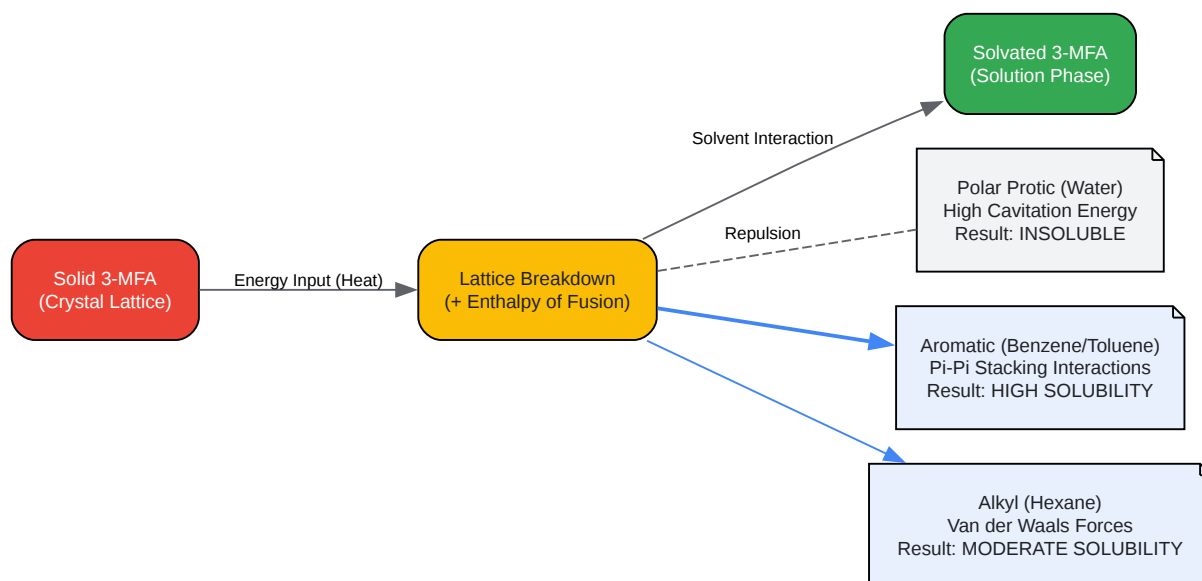 Solid 3-MFA
(Crystal Lattice)
Energy Input (Heat)
Lattice Breakdown
(+ Enthalpy of Fusion)
Solvent Interaction
Solvated 3-MFA
(Solution Phase)
Repulsion
Polar Protic (Water)
High Cavitation Energy
Result: INSOLUBLE
Aromatic (Benzene/Toluene)
Pi-Pi Stacking Interactions
Result: HIGH SOLUBILITY
Alkyl (Hexane)
Van der Waals Forces
Result: MODERATE SOLUBILITY